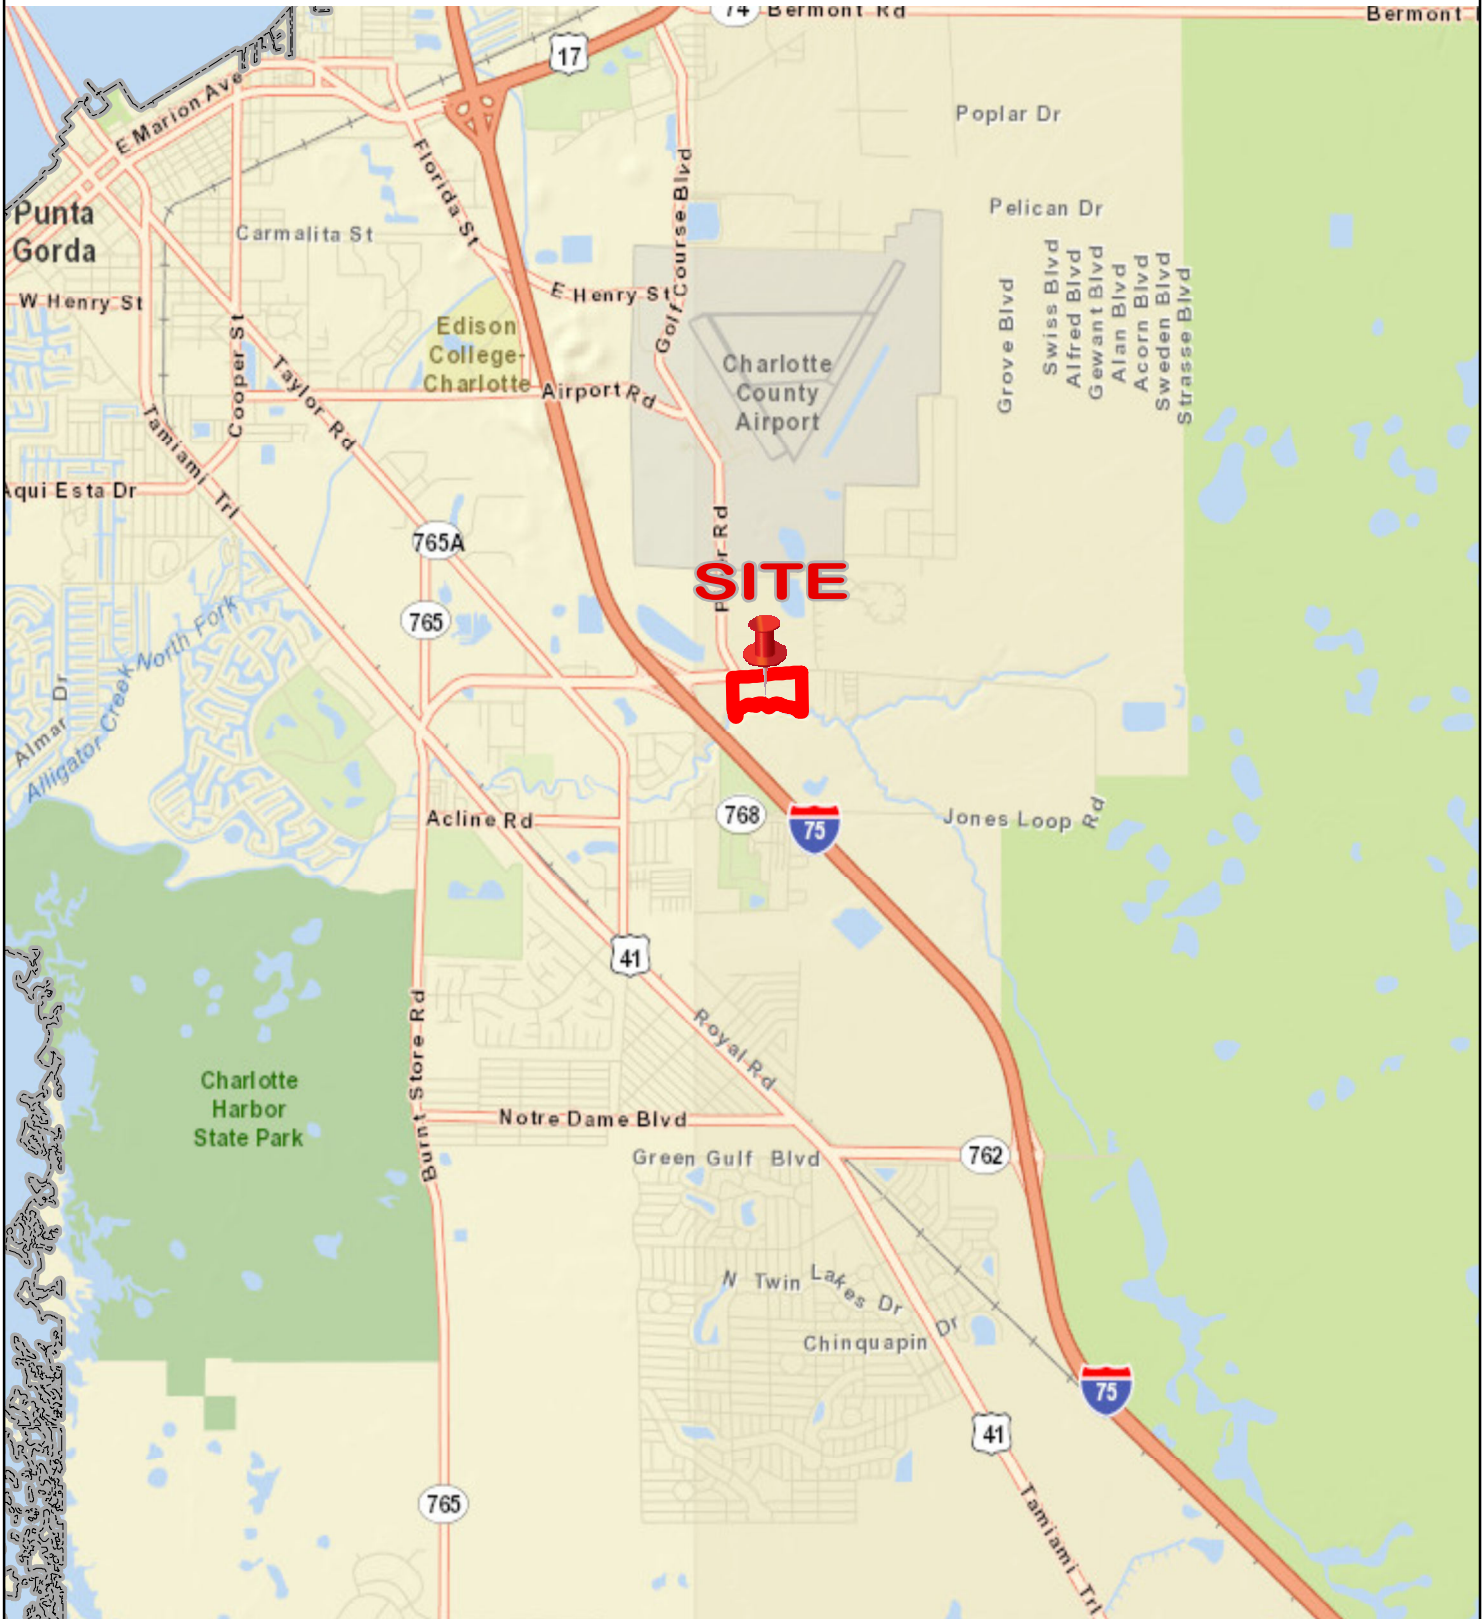 74
Bermont Rd
Bermont
17
E Marion Ave
Poplar Dr
Florida St
Golf Course Blvd
Punta
Gorda
Carmalita St
Pelican Dr
W Henry St
E Henry St
Edison
College-
Charlotte
Charlotte
County
Airport
Grove Blvd
Swiss Blvd
Alfred Blvd
Gewant Blvd
Alan Blvd
Acorn Blvd
Sweden Blvd
Strasse Blvd
Cooper St
Taylor Rd
Airport Rd
Tamiami Trl
Aqui Esta Dr
765A
r Rd
SITE
765
North Fork
Alligator Creek
Almar Dr
Acline Rd
768
75
Jones Loop Rd
41
Royal Rd
Burnt Store Rd
Charlotte
Harbor
State Park
Notre Dame Blvd
Green Gulf Blvd
762
N Twin Lakes Dr
Chinquapin Dr
75
41
765
Tamiami Trl